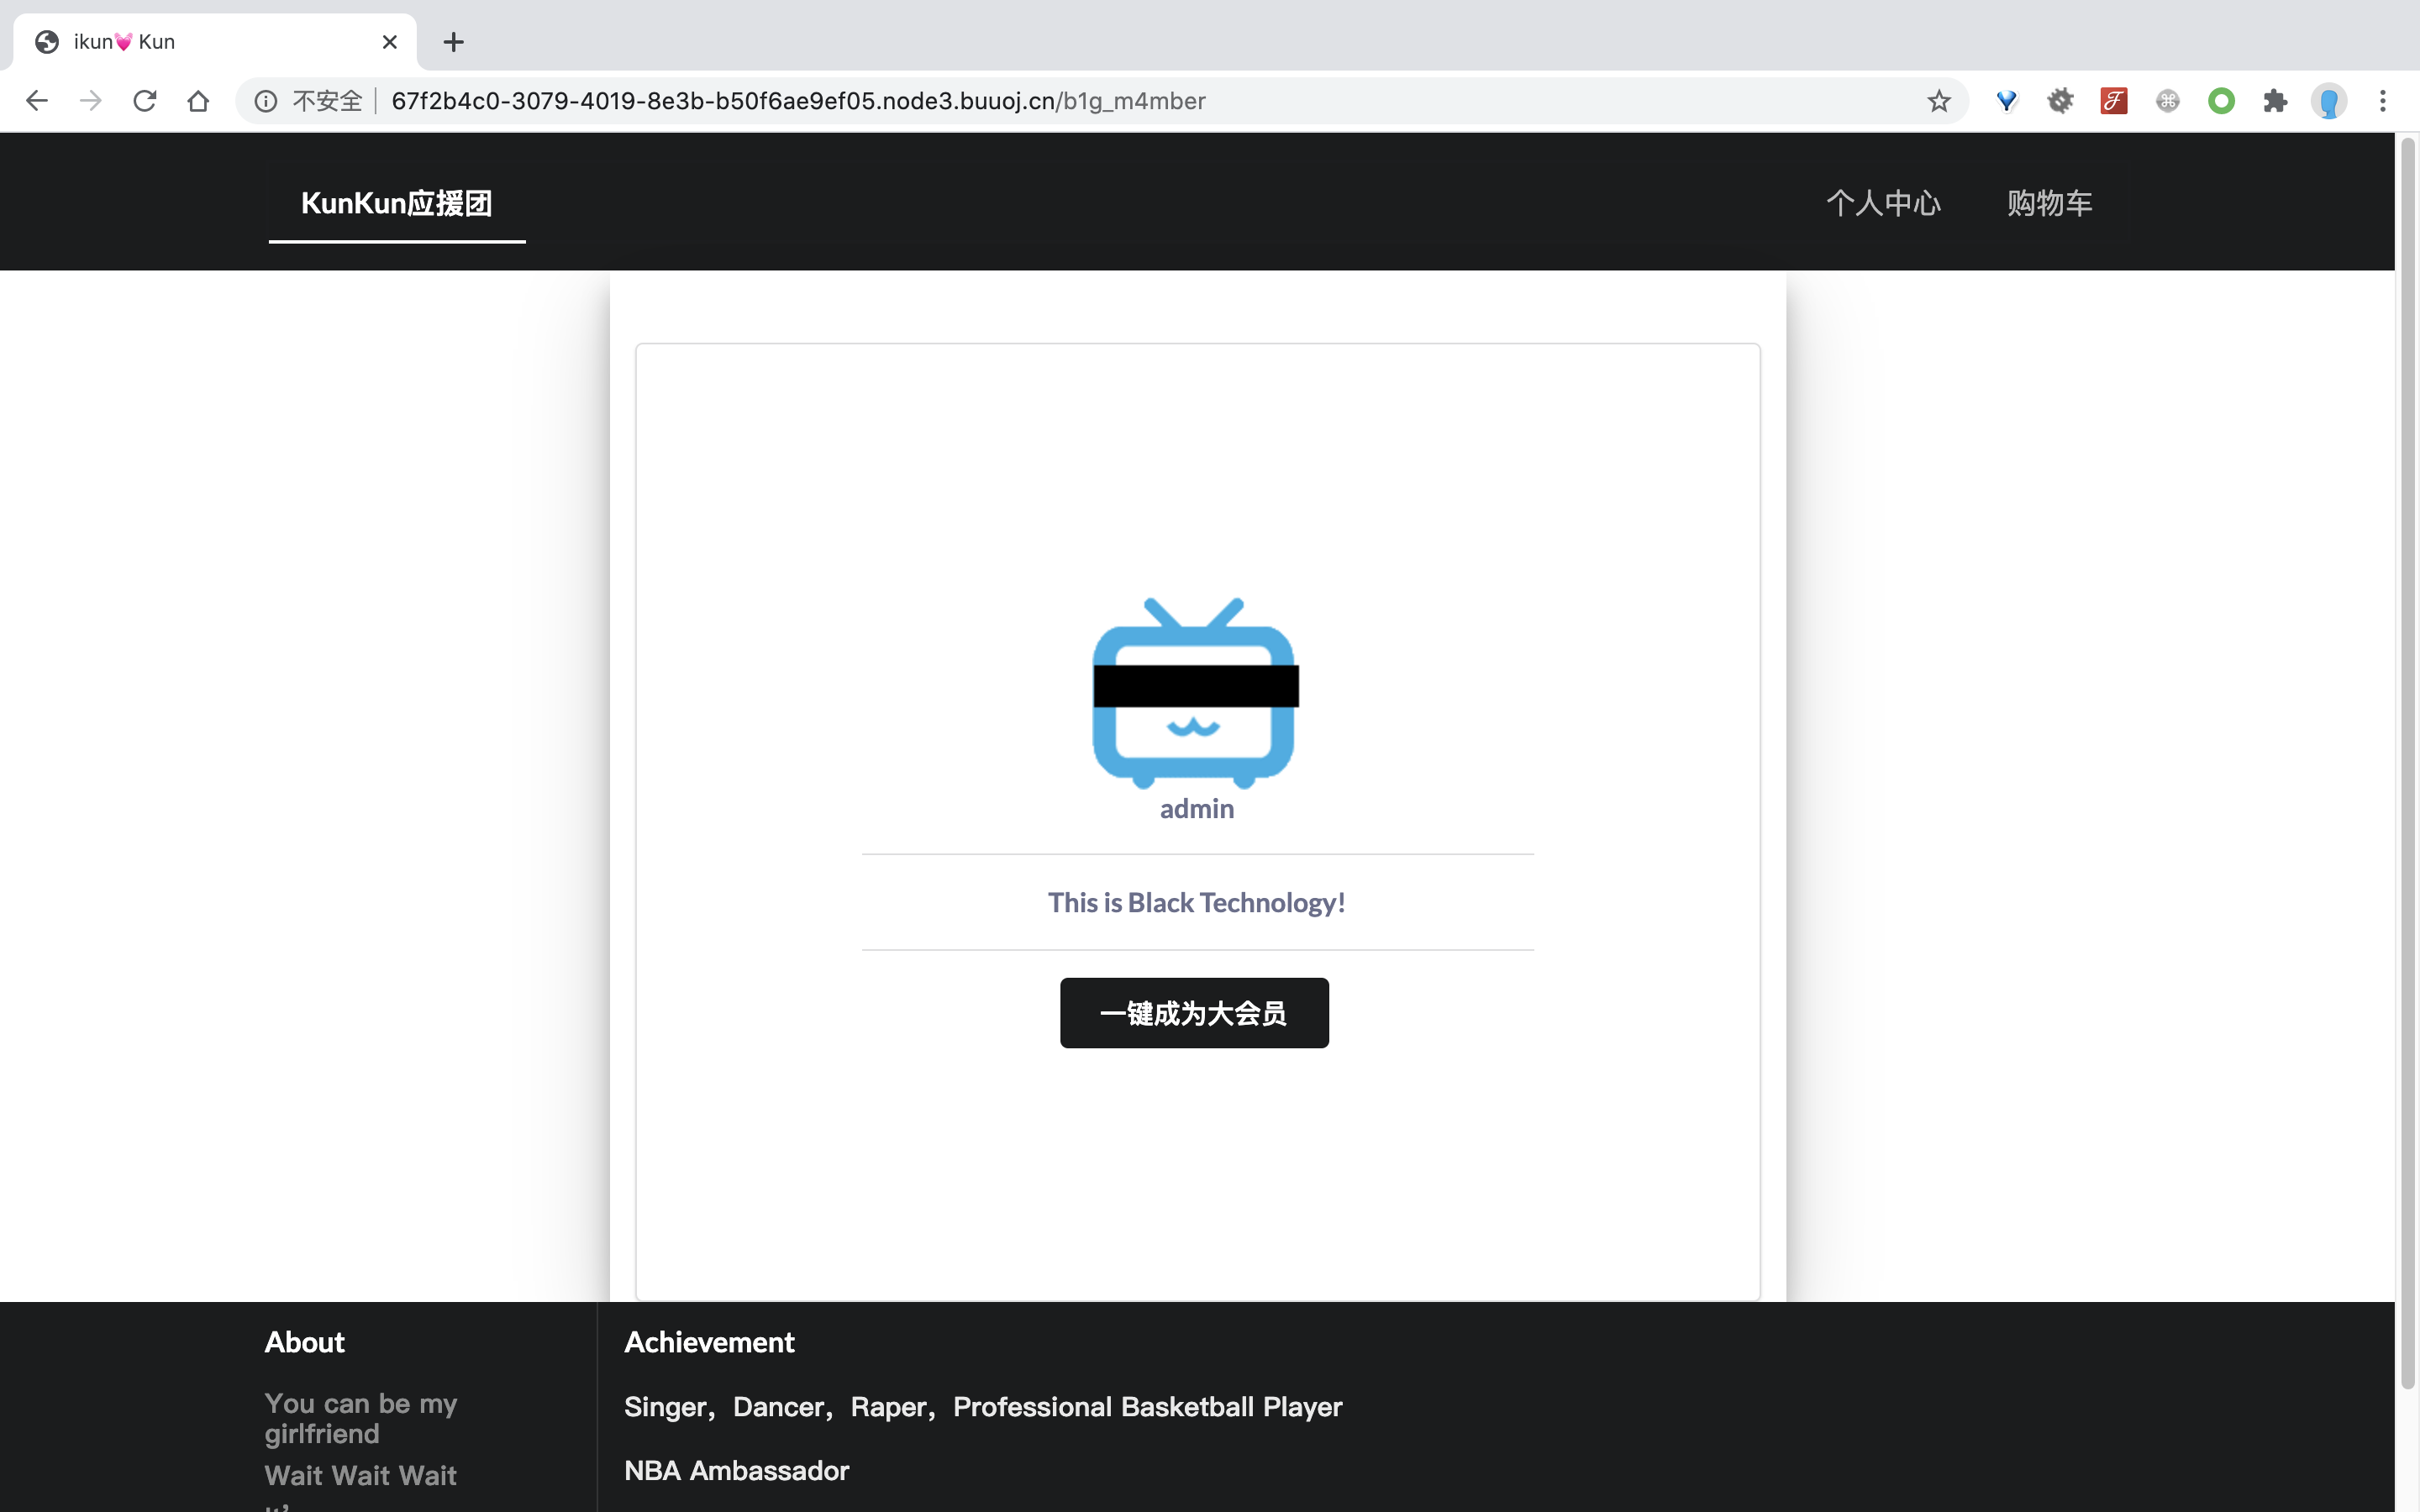 ikun💓 Kun
不安全 67f2b4c0-3079-4019-8e3b-b50f6ae9ef05.node3.buuoj.cn/b1g_m4mber
KunKun应援团 个人中心 购物车
admin
This is Black Technology!
一键成为大会员
About
You can be my
girlfriend
Wait Wait Wait
Achievement
Singer，Dancer，Raper，Professional Basketball Player
NBA Ambassador